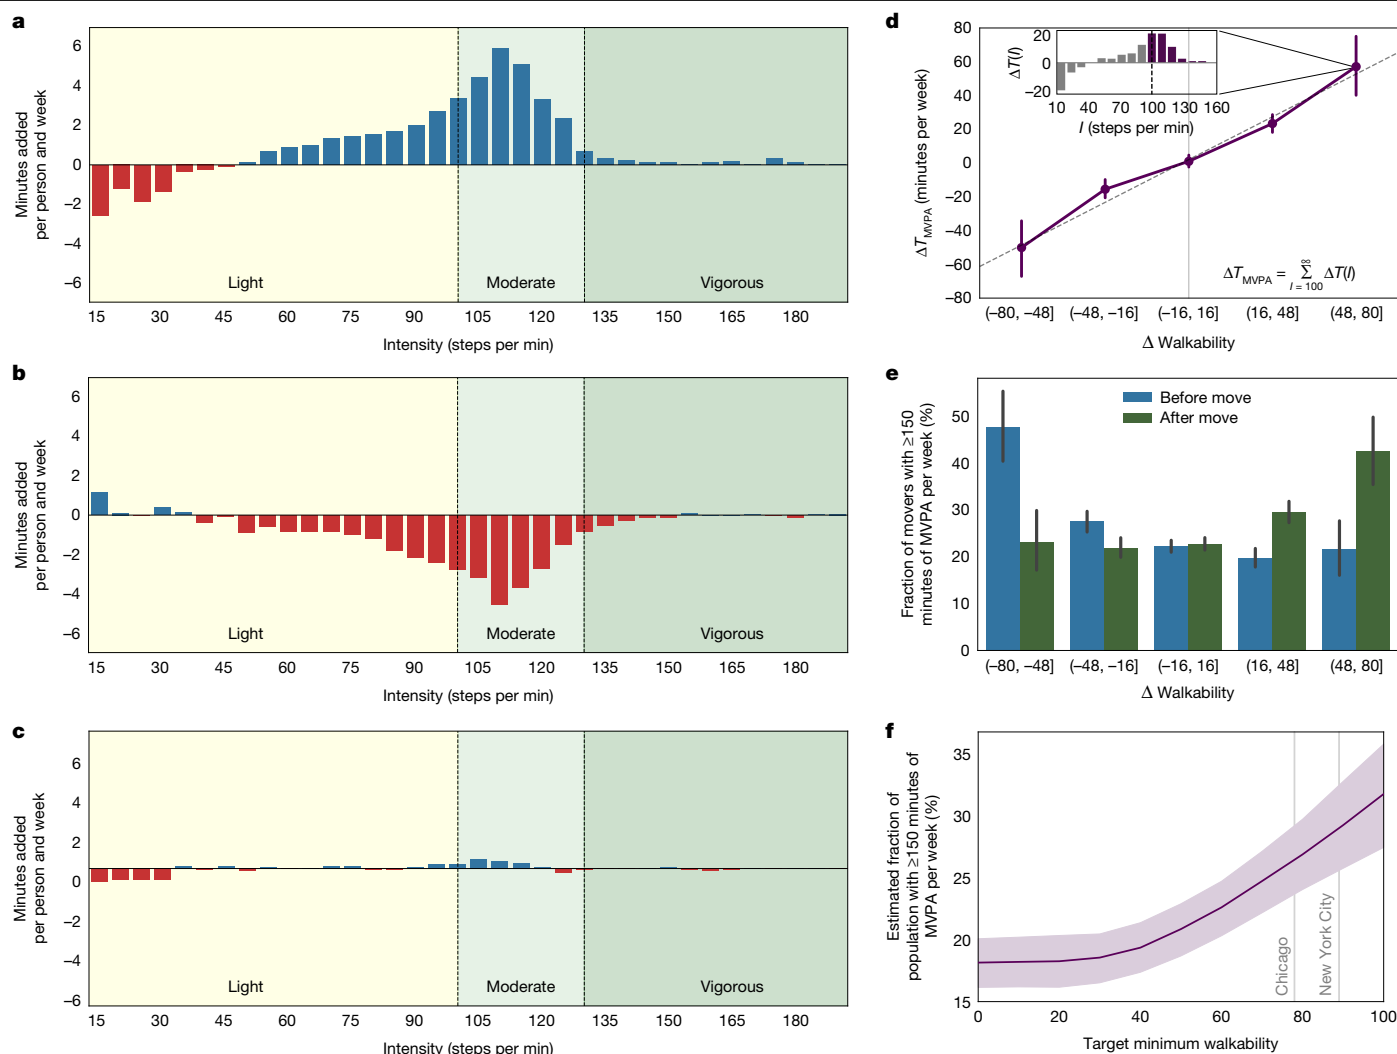 a
Minutes added
per person and week
6
4
2
0
−2
−4
−6
Light
Moderate
Vigorous
15
30
45
60
75
90
105
120
135
150
165
180
Intensity (steps per min)
b
Minutes added
per person and week
6
4
2
0
−2
−4
−6
Light
Moderate
Vigorous
15
30
45
60
75
90
105
120
135
150
165
180
Intensity (steps per min)
c
Minutes added
per person and week
6
4
2
0
−2
−4
−6
Light
Moderate
Vigorous
15
30
45
60
75
90
105
120
135
150
165
180
Intensity (steps per min)
d
ΔT_MVPA (minutes per week)
80
60
40
20
0
−20
−40
−60
−80
ΔT(I)
20
0
−20
10
40
70
100
130
160
I (steps per min)
ΔT_MVPA = ∞ Σ I = 100 ΔT(I)
(−80, −48]
(−48, −16]
(−16, 16]
(16, 48]
(48, 80]
Δ Walkability
e
Fraction of movers with ≥150
minutes of MVPA per week (%)
50
40
30
20
10
0
Before move
After move
(−80, −48]
(−48, −16]
(−16, 16]
(16, 48]
(48, 80]
Δ Walkability
f
Estimated fraction of
population with ≥150 minutes of
MVPA per week (%)
35
30
25
20
15
Chicago
New York City
0
20
40
60
80
100
Target minimum walkability